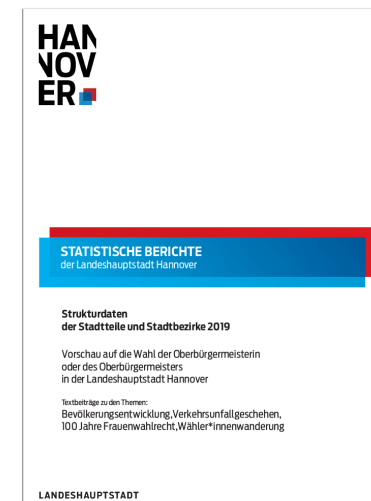 HAN
NOV
ER
STATISTISCHE BERICHTE
der Landeshauptstadt Hannover
Strukturdaten
der Stadtteile und Stadtbezirke 2019
Vorschau auf die Wahl der Oberbürgermeisterin
oder des Oberbürgermeisters
in der Landeshauptstadt Hannover
Textbeiträge zu den Themen:
Bevölkerungsentwicklung,Verkehrsunfallgeschehen,
100 Jahre Frauenwahlrecht,Wähler*innenwanderung
LANDESHAUPTSTADT